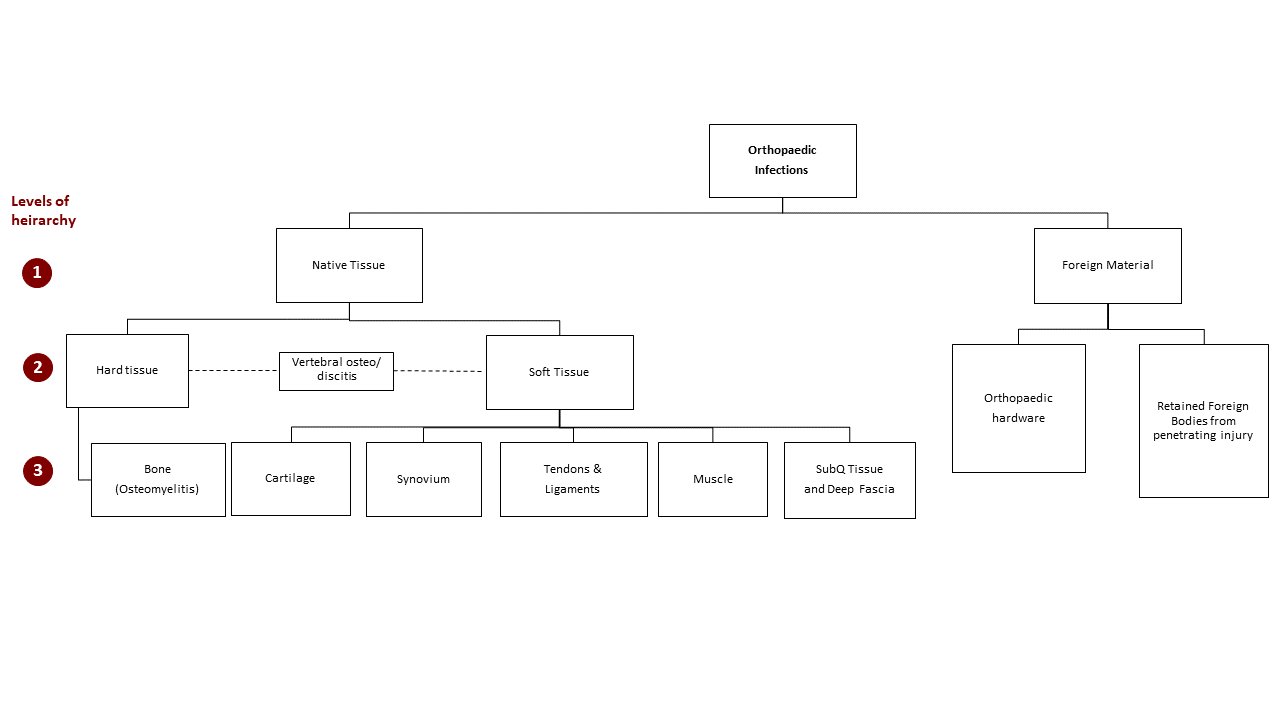 Orthopaedic
Infections
Levels of
heirarchy
1
Native Tissue
Foreign Material
2
Hard tissue
Vertebral osteo/
discitis
Soft Tissue
Orthopaedic
hardware
Retained Foreign
Bodies from
penetrating injury
3
Bone
(Osteomyelitis)
Cartilage
Synovium
Tendons &
Ligaments
Muscle
SubQ Tissue
and Deep Fascia